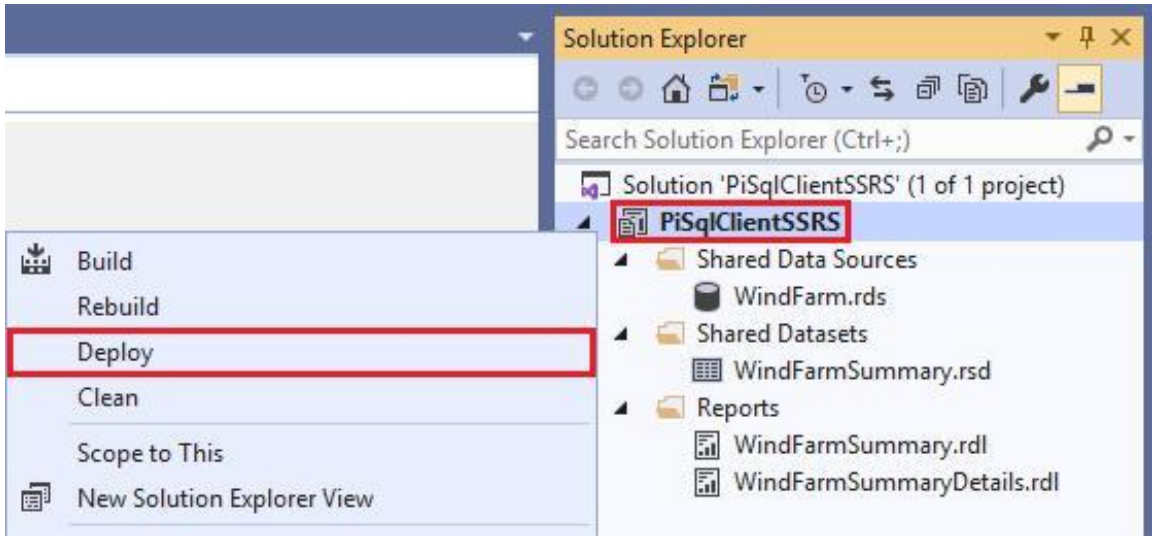 Solution Explorer
Search Solution Explorer (Ctrl+;)
Solution 'PiSqlClientSSRS' (1 of 1 project)
PiSqlClientSSRS
Shared Data Sources
WindFarm.rds
Shared Datasets
WindFarmSummary.rsd
Reports
WindFarmSummary.rdl
WindFarmSummaryDetails.rdl
Build
Rebuild
Deploy
Clean
Scope to This
New Solution Explorer View